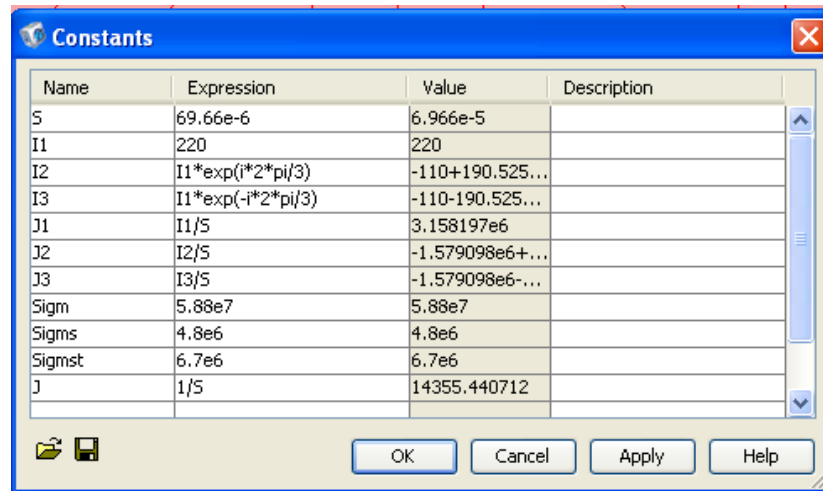 Constants
Name Expression Value Description
S 69.66e-6 6.966e-5
I1 220 220
I2 I1*exp(i*2*pi/3) -110+190.525...
I3 I1*exp(-i*2*pi/3) -110-190.525...
J1 I1/S 3.158197e6
J2 I2/S -1.579098e6+...
J3 I3/S -1.579098e6-...
Sigm 5.88e7 5.88e7
Sigms 4.8e6 4.8e6
Sigmst 6.7e6 6.7e6
J 1/S 14355.440712
OK Cancel Apply Help